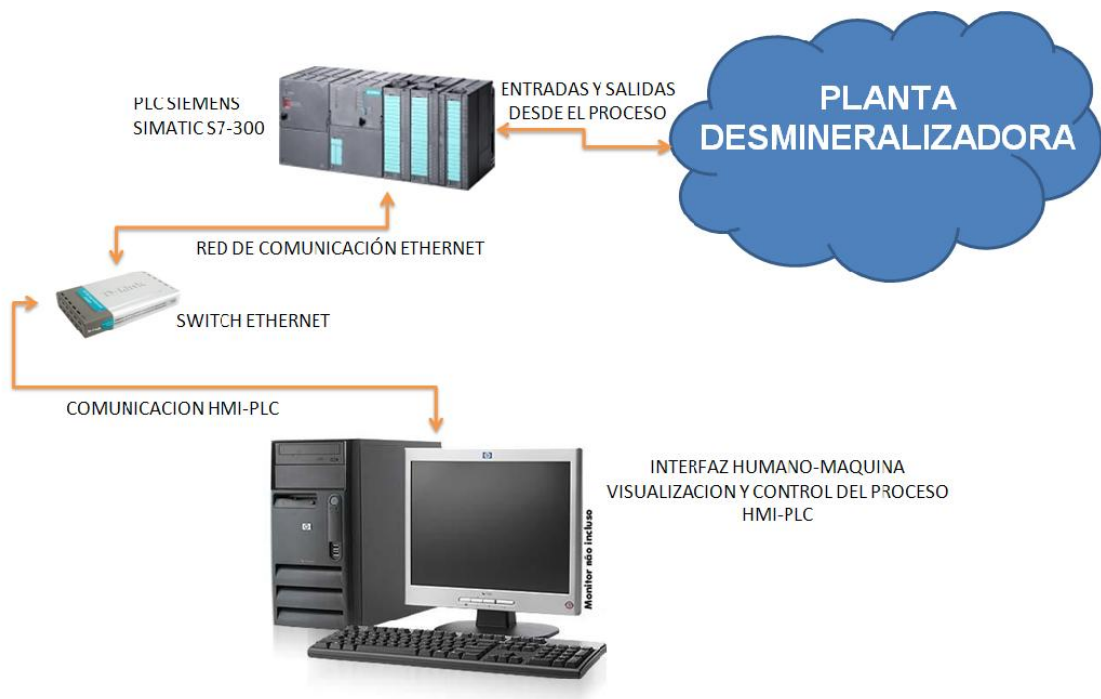 PLC SIEMENS
SIMATIC S7-300
ENTRADAS Y SALIDAS
DESDE EL PROCESO
PLANTA
DESMINERALIZADORA
RED DE COMUNICACIÓN ETHERNET
D-Link
SWITCH ETHERNET
COMUNICACION HMI-PLC
INTERFAZ HUMANO-MAQUINA
VISUALIZACION Y CONTROL DEL PROCESO
HMI-PLC
Monitor não incluso